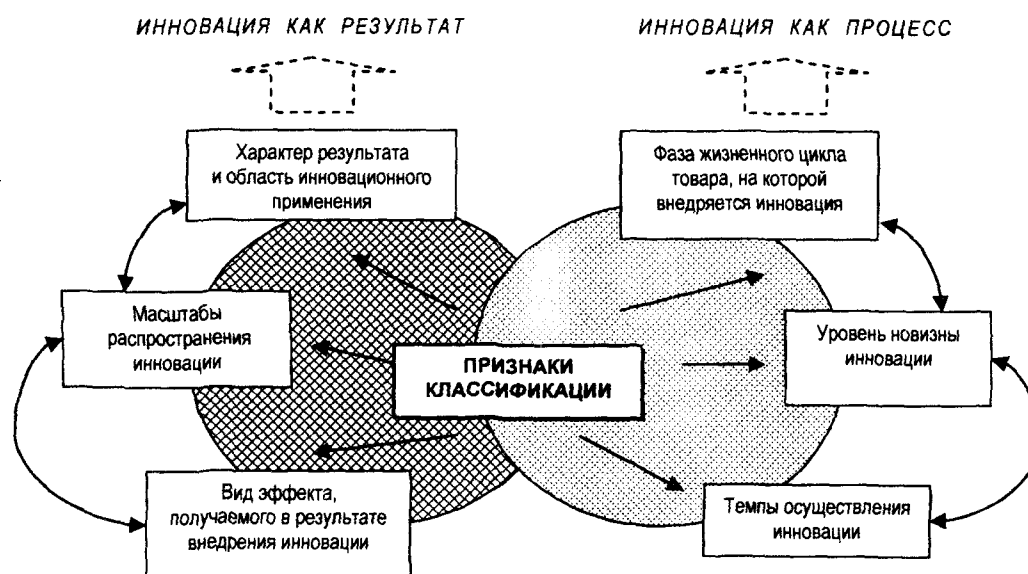 ИННОВАЦИЯ КАК РЕЗУЛЬТАТ
ИННОВАЦИЯ КАК ПРОЦЕСС
Характер результата
и область инновационного
применения
Фаза жизненного цикла
товара, на которой
внедряется инновация
Масштабы
распространения
инновации
ПРИЗНАКИ
КЛАССИФИКАЦИИ
Уровень новизны
инновации
Вид эффекта,
получаемого в результате
внедрения инновации
Темпы осуществления
инновации